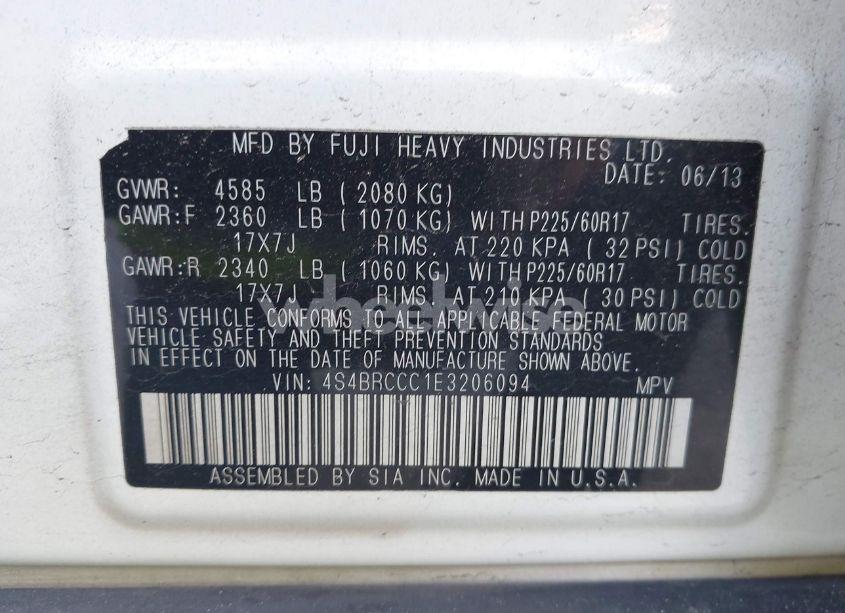 MFD BY FUJI HEAVY INDUSTRIES LTD.
DATE: 06/13
GVWR: 4585 LB ( 2080 KG)
GAWR:F 2360 LB ( 1070 KG) WITH P225/60R17 TIRES.
17X7J RIMS. AT 220 KPA ( 32 PSI) COLD
GAWR:R 2340 LB ( 1060 KG) WITH P225/60R17 TIRES.
17X7J RIMS. AT 210 KPA ( 30 PSI) COLD
wheelwise
THIS VEHICLE CONFORMS TO ALL APPLICABLE FEDERAL MOTOR
VEHICLE SAFETY AND THEFT PREVENTION STANDARDS
IN EFFECT ON THE DATE OF MANUFACTURE SHOWN ABOVE.
VIN: 4S4BRCCC1E3206094 MPV
ASSEMBLED BY SIA INC. MADE IN U.S.A.